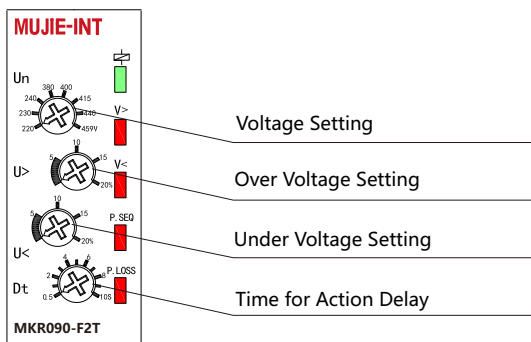 MUJIE-INT
Un
220 230 240 380 400 415 440 459V
V>
Voltage Setting
U>
5 10 15 20%
V<
Over Voltage Setting
U<
5 10 15 20%
P.SEQ
Under Voltage Setting
Dt
0.5 2 4 6 8 10S
P.LOSS
Time for Action Delay
MKR090-F2T